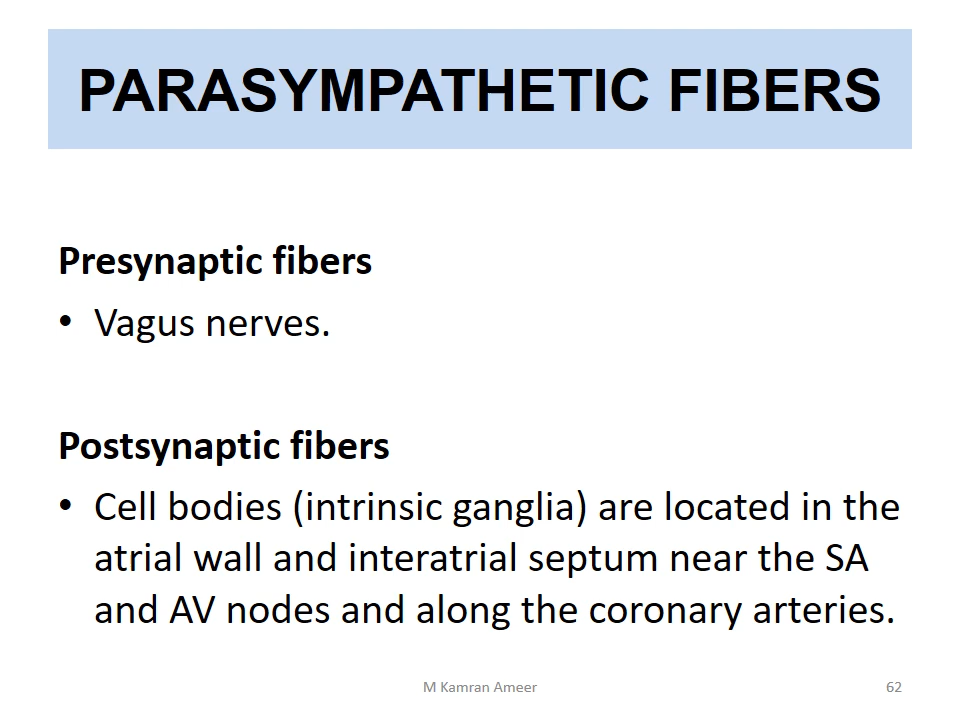 PARASYMPATHETIC FIBERS
Presynaptic fibers
• Vagus nerves.
Postsynaptic fibers
• Cell bodies (intrinsic ganglia) are located in the
atrial wall and interatrial septum near the SA
and AV nodes and along the coronary arteries.
M Kamran Ameer
62